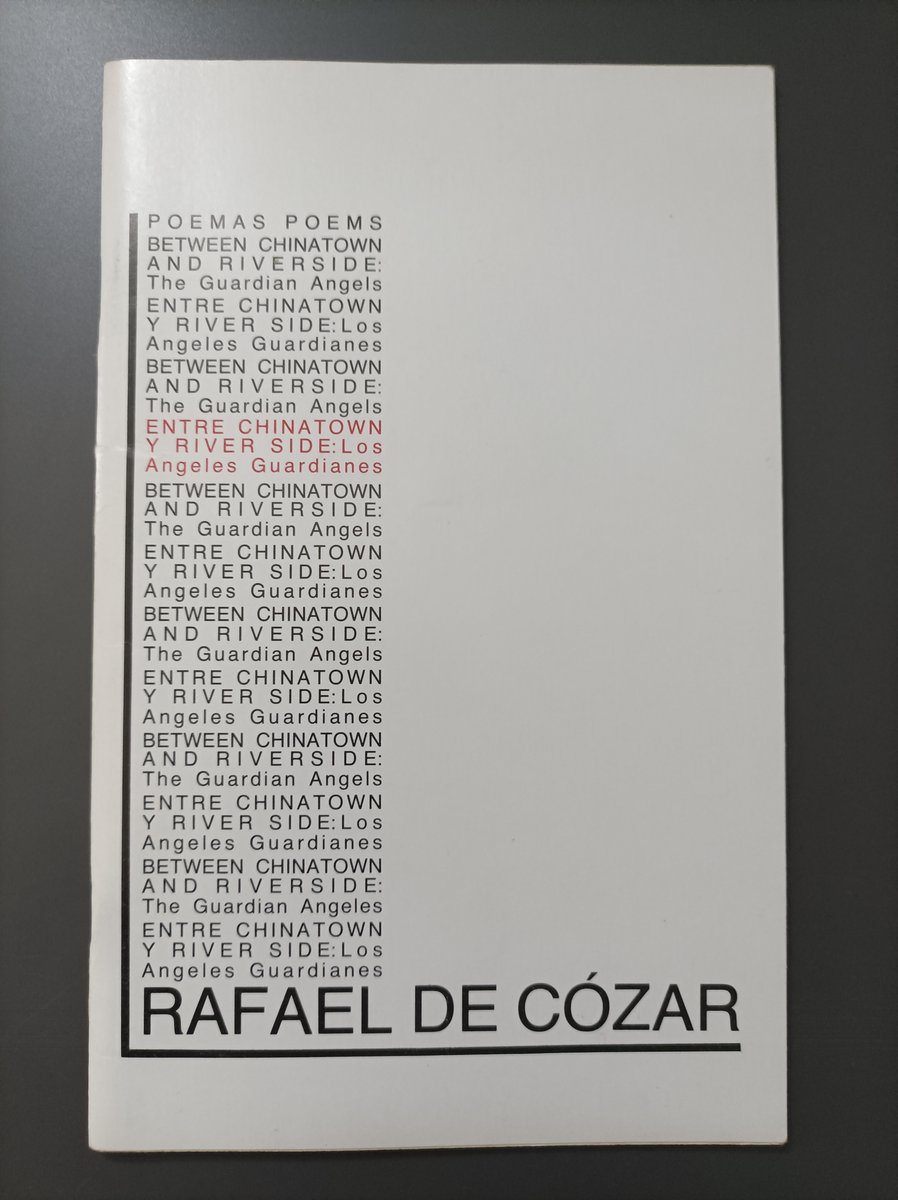 POEMAS POEMS
BETWEEN CHINATOWN
AND RIVERSIDE:
The Guardian Angels
ENTRE CHINATOWN
Y RIVER SIDE:Los
Angeles Guardianes
BETWEEN CHINATOWN
AND RIVERSIDE:
The Guardian Angels
ENTRE CHINATOWN
Y RIVER SIDE:Los
Angeles Guardianes
BETWEEN CHINATOWN
AND RIVERSIDE:
The Guardian Angels
ENTRE CHINATOWN
Y RIVER SIDE:Los
Angeles Guardianes
BETWEEN CHINATOWN
AND RIVERSIDE:
The Guardian Angels
ENTRE CHINATOWN
Y RIVER SIDE:Los
Angeles Guardianes
BETWEEN CHINATOWN
AND RIVERSIDE:
The Guardian Angels
ENTRE CHINATOWN
Y RIVER SIDE:Los
Angeles Guardianes
BETWEEN CHINATOWN
AND RIVERSIDE:
The Guardian Angeles
ENTRE CHINATOWN
Y RIVER SIDE:Los
Angeles Guardianes
RAFAEL DE CÓZAR